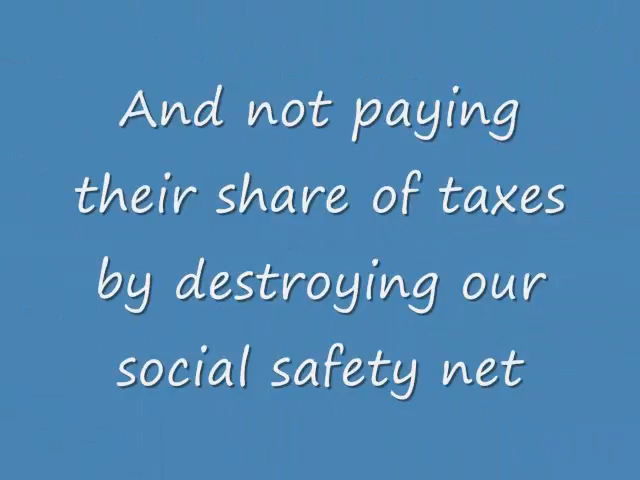 And not paying
their share of taxes
by destroying our
social safety net